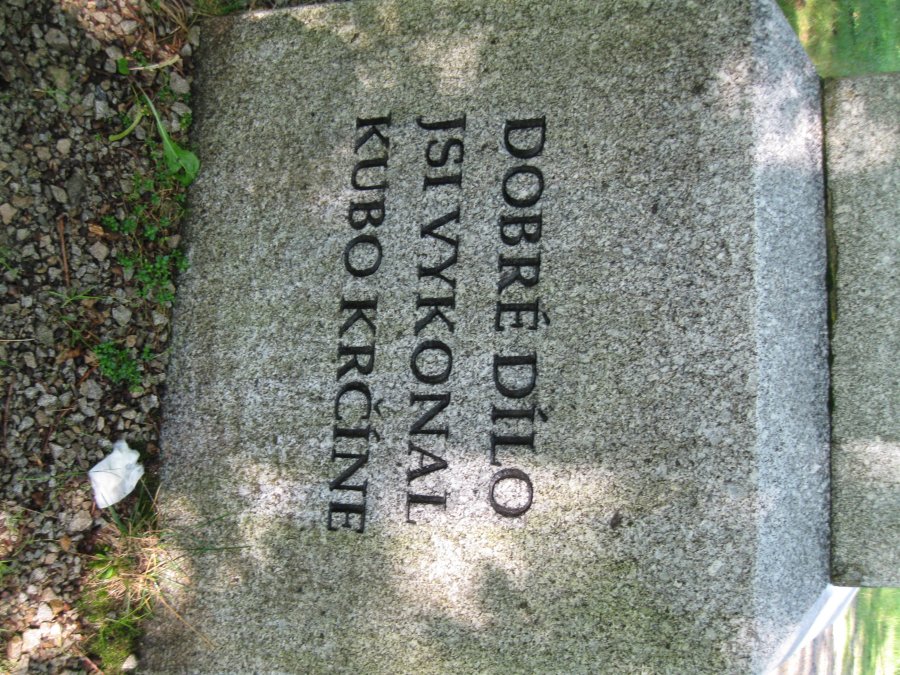 DOBRÉ DÍLO
JSI VYKONAL
KUBO KRČÍNE